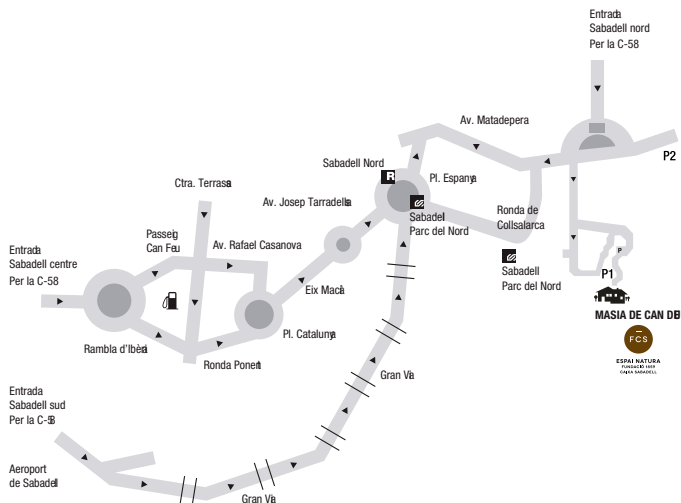 Entrada
Sabadell nord
Per la C-58
Av. Matadepera
P2
Sabadell Nord
R
Pl. Espanya
Ctra. Terrassa
Av. Josep Tarradellas
Sabadell
Parc del Nord
Ronda de
Collsalarca
Passeig
Can Feu
Av. Rafael Casanova
Entrada
Sabadell centre
Per la C-58
Sabadell
Parc del Nord
P
P1
Eix Macià
MASIA DE CAN DEU
Pl. Catalunya
Rambla d'Ibèria
Ronda Ponent
FCS
ESPAI NATURA
FUNDACIÓ 1859
CAIXA SABADELL
Gran Via
Entrada
Sabadell sud
Per la C-58
Aeroport
de Sabadell
Gran Via